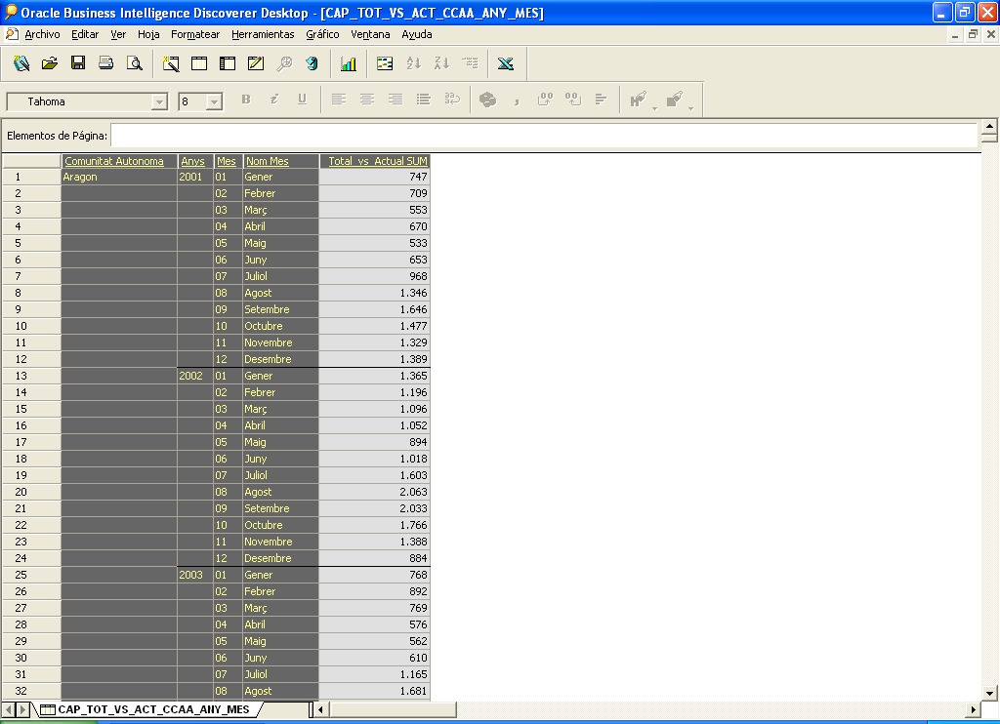 Oracle Business Intelligence Discoverer Desktop - [CAP_TOT_VS_ACT_CCAA_ANY_MES]
Archivo Editar Ver Hoja Formatear Herramientas Gráfico Ventana Ayuda
Tahoma 8 B i U
Elementos de Página:
Comunitat Autonoma Anys Mes Nom Mes Total vs Actual SUM
1 Aragon 2001 01 Gener 747
2 02 Febrer 709
3 03 Març 553
4 04 Abril 670
5 05 Maig 533
6 06 Juny 653
7 07 Juliol 968
8 08 Agost 1.346
9 09 Setembre 1.646
10 10 Octubre 1.477
11 11 Novembre 1.329
12 12 Desembre 1.389
13 2002 01 Gener 1.365
14 02 Febrer 1.196
15 03 Març 1.096
16 04 Abril 1.052
17 05 Maig 894
18 06 Juny 1.018
19 07 Juliol 1.603
20 08 Agost 2.063
21 09 Setembre 2.033
22 10 Octubre 1.766
23 11 Novembre 1.388
24 12 Desembre 884
25 2003 01 Gener 768
26 02 Febrer 892
27 03 Març 769
28 04 Abril 576
29 05 Maig 562
30 06 Juny 610
31 07 Juliol 1.165
32 08 Agost 1.681
CAP_TOT_VS_ACT_CCAA_ANY_MES